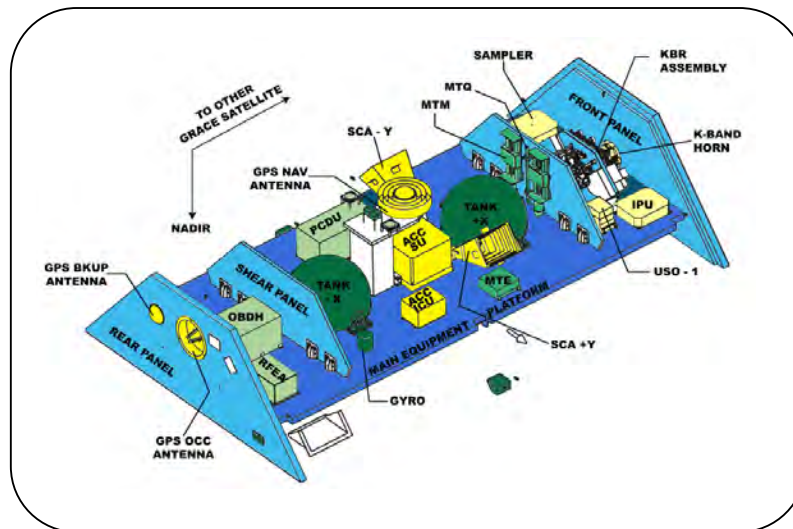 SAMPLER
KBR
ASSEMBLY
MTQ
MTM
FRONT PANEL
K-BAND
HORN
TO OTHER
GRACE SATELLITE
SCA - Y
GPS NAV
ANTENNA
NADIR
PCDU
TANK
+X
ACC
SU
IPU
USO - 1
GPS BKUP
ANTENNA
SHEAR PANEL
TANK
- X
ACC
ICU
MTE
OBDH
REAR PANEL
RFEA
MAIN EQUIPMENT PLATFORM
SCA +Y
GYRO
GPS OCC
ANTENNA